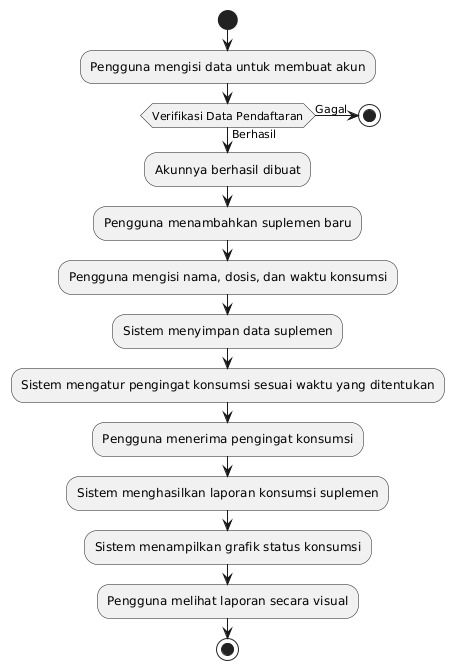 Pengguna mengisi data untuk membuat akun
Verifikasi Data Pendaftaran
Gagal
Berhasil
Akunnya berhasil dibuat
Pengguna menambahkan suplemen baru
Pengguna mengisi nama, dosis, dan waktu konsumsi
Sistem menyimpan data suplemen
Sistem mengatur pengingat konsumsi sesuai waktu yang ditentukan
Pengguna menerima pengingat konsumsi
Sistem menghasilkan laporan konsumsi suplemen
Sistem menampilkan grafik status konsumsi
Pengguna melihat laporan secara visual